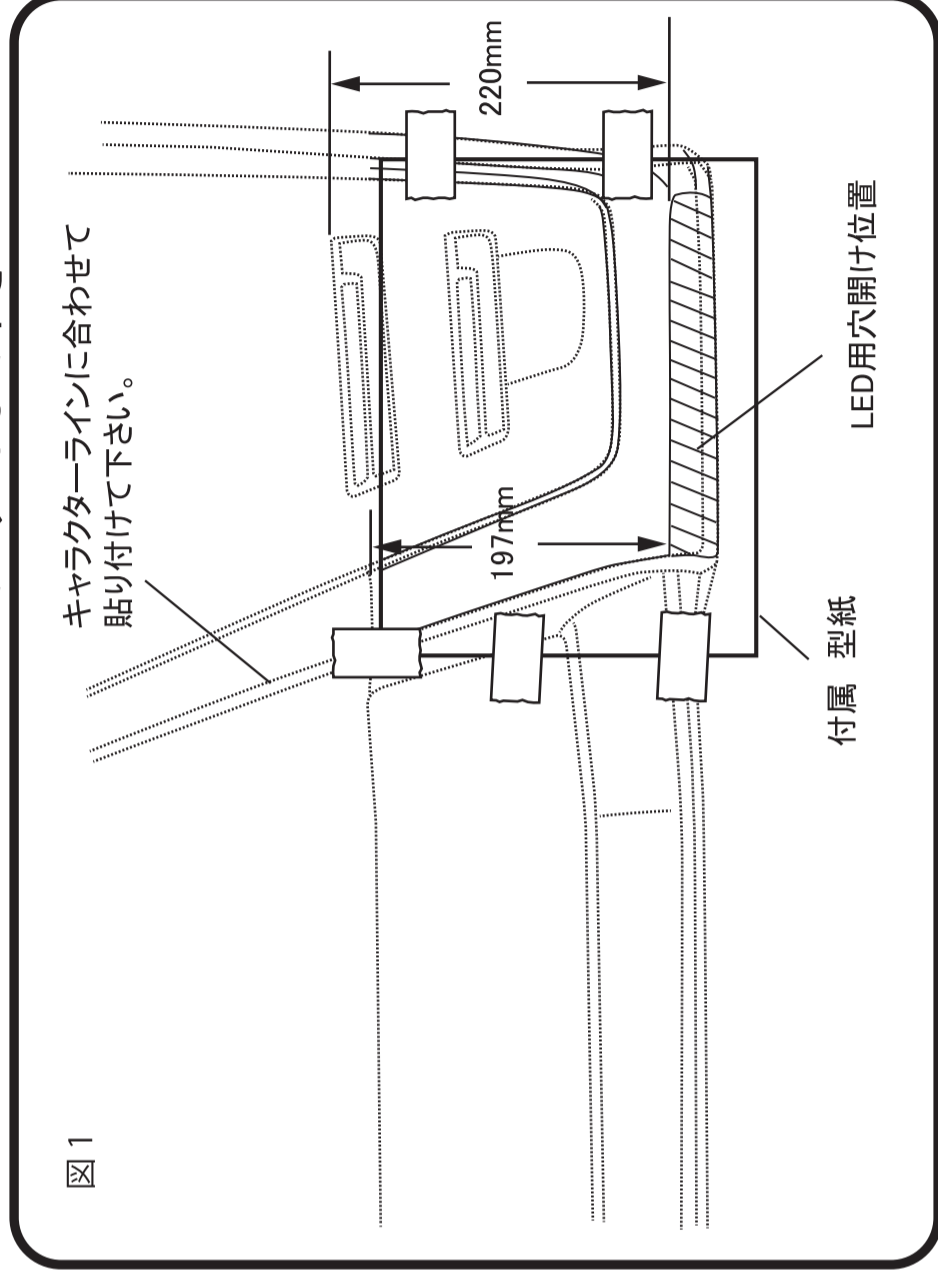 図1
キャラクターラインに合わせて
貼り付けて下さい。
220mm
197mm
LED用穴開け位置
付属 型紙